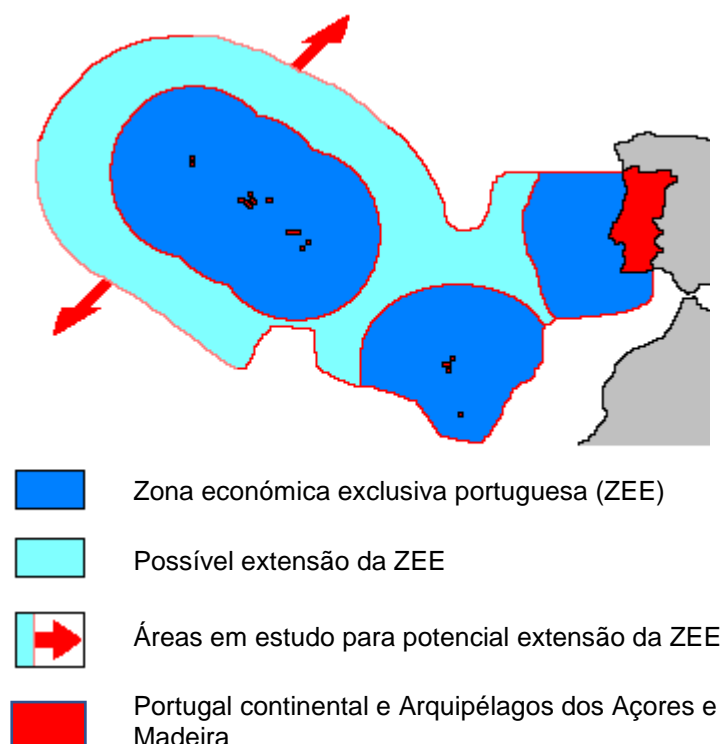 Zona económica exclusiva portuguesa (ZEE)
Possível extensão da ZEE
Áreas em estudo para potencial extensão da ZEE
Portugal continental e Arquipélagos dos Açores e
Madeira